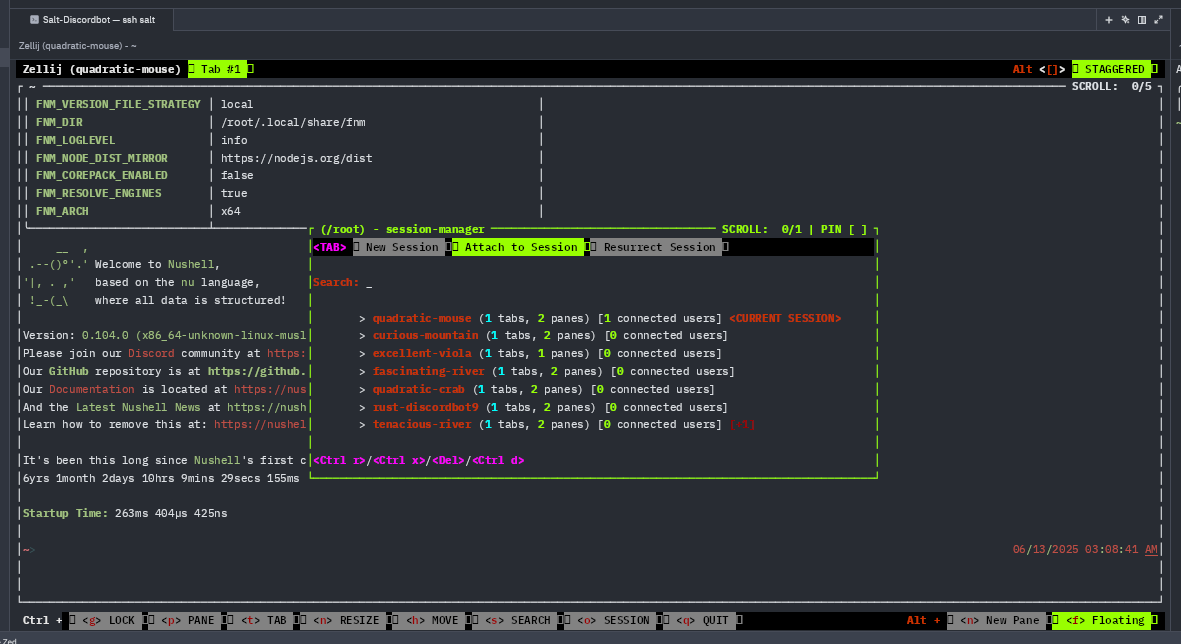 Salt-Discordbot — ssh salt
Zellij (quadratic-mouse) - ~
Zellij (quadratic-mouse) Tab #1 Alt <[]> STAGGERED
~ SCROLL: 0/5
FNM_VERSION_FILE_STRATEGY | local
FNM_DIR | /root/.local/share/fnm
FNM_LOGLEVEL | info
FNM_NODE_DIST_MIRROR | https://nodejs.org/dist
FNM_COREPACK_ENABLED | false
FNM_RESOLVE_ENGINES | true
FNM_ARCH | x64
(/root) - session-manager SCROLL: 0/1 | PIN [ ]
<TAB> New Session Attach to Session Resurrect Session
__ ,
.--()°'.' Welcome to Nushell,
'|, . ,' based on the nu language,
!_-(_\ where all data is structured!
Search: _
> quadratic-mouse (1 tabs, 2 panes) [1 connected users] <CURRENT SESSION>
> curious-mountain (1 tabs, 2 panes) [0 connected users]
> excellent-viola (1 tabs, 1 panes) [0 connected users]
> fascinating-river (1 tabs, 2 panes) [0 connected users]
> quadratic-crab (1 tabs, 2 panes) [0 connected users]
> rust-discordbot9 (1 tabs, 2 panes) [0 connected users]
> tenacious-river (1 tabs, 2 panes) [0 connected users] [+7]
<Ctrl r>/<Ctrl x>/<Del>/<Ctrl d>
Version: 0.104.0 (x86_64-unknown-linux-musl
Please join our Discord community at https:
Our GitHub repository is at https://github.
Our Documentation is located at https://nus
And the Latest Nushell News at https://nush
Learn how to remove this at: https://nushel
It's been this long since Nushell's first c
6yrs 1month 2days 10hrs 9mins 29secs 155ms
Startup Time: 263ms 404µs 425ns
~> 06/13/2025 03:08:41 AM
Ctrl + <g> LOCK <p> PANE <t> TAB <n> RESIZE <h> MOVE <s> SEARCH <o> SESSION <q> QUIT Alt + <n> New Pane <f> Floating
Zed